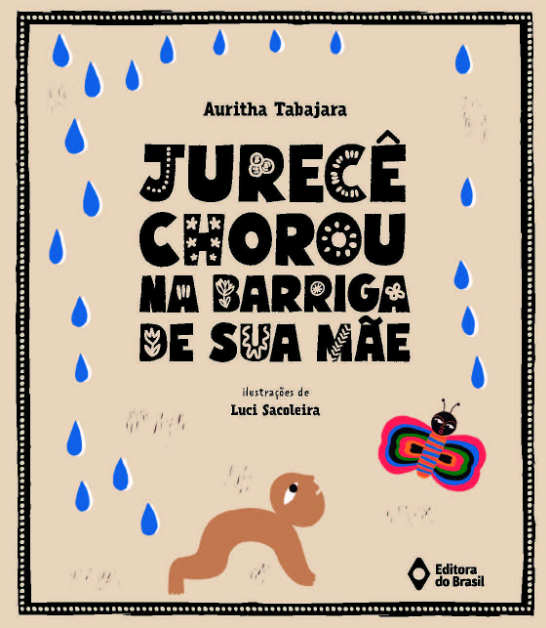 Auritha Tabajara
JURECÊ
CHOROU
NA BARRIGA
DE SUA MÃE
ilustrações de
Luci Sacoleira
Editora
do Brasil